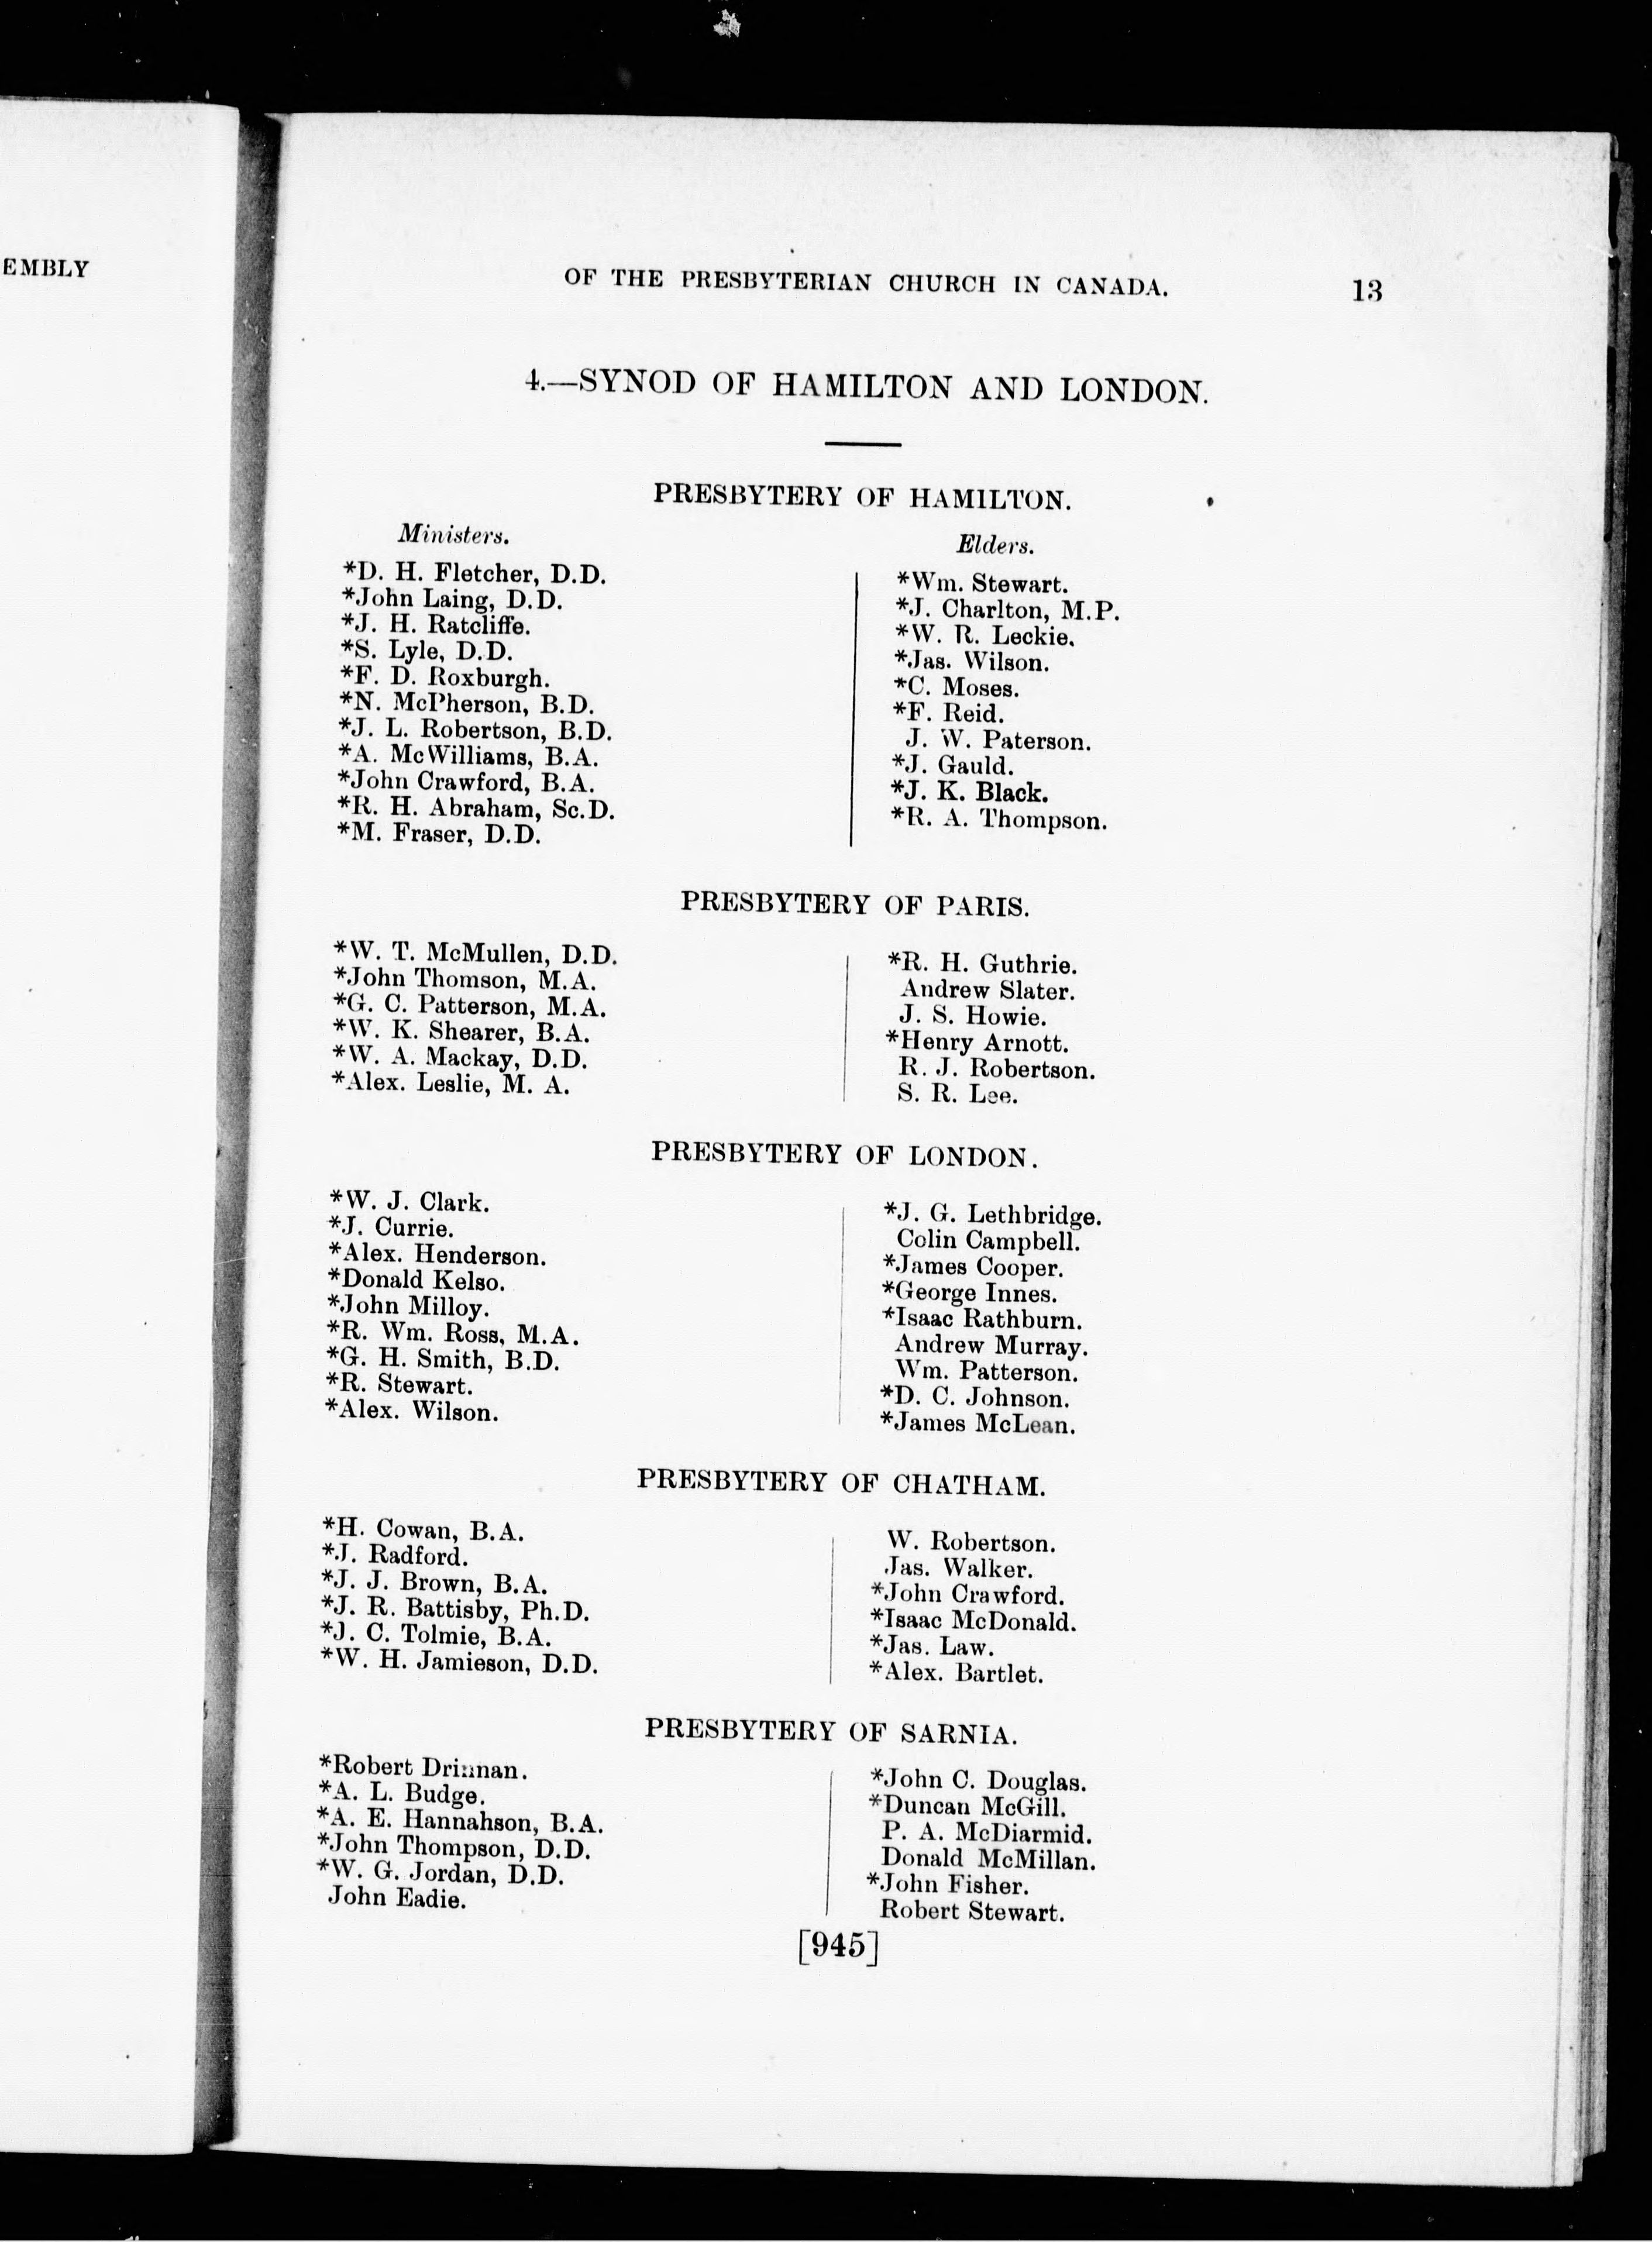 EMBLY
OF THE PRESBYTERIAN CHURCH IN CANADA. 13
4.—SYNOD OF HAMILTON AND LONDON.
PRESBYTERY OF HAMILTON.
Ministers.
*D. H. Fletcher, D.D.
*John Laing, D.D.
*J. H. Ratcliffe.
*S. Lyle, D.D.
*F. D. Roxburgh.
*N. McPherson, B.D.
*J. L. Robertson, B.D.
*A. McWilliams, B.A.
*John Crawford, B.A.
*R. H. Abraham, Sc.D.
*M. Fraser, D.D.
Elders.
*Wm. Stewart.
*J. Charlton, M.P.
*W. R. Leckie.
*Jas. Wilson.
*C. Moses.
*F. Reid.
J. W. Paterson.
*J. Gauld.
*J. K. Black.
*R. A. Thompson.
PRESBYTERY OF PARIS.
*W. T. McMullen, D.D.
*John Thomson, M.A.
*G. C. Patterson, M.A.
*W. K. Shearer, B.A.
*W. A. Mackay, D.D.
*Alex. Leslie, M. A.
*R. H. Guthrie.
Andrew Slater.
J. S. Howie.
*Henry Arnott.
R. J. Robertson.
S. R. Lee.
PRESBYTERY OF LONDON.
*W. J. Clark.
*J. Currie.
*Alex. Henderson.
*Donald Kelso.
*John Milloy.
*R. Wm. Ross, M.A.
*G. H. Smith, B.D.
*R. Stewart.
*Alex. Wilson.
*J. G. Lethbridge.
Colin Campbell.
*James Cooper.
*George Innes.
*Isaac Rathburn.
Andrew Murray.
Wm. Patterson.
*D. C. Johnson.
*James McLean.
PRESBYTERY OF CHATHAM.
*H. Cowan, B.A.
*J. Radford.
*J. J. Brown, B.A.
*J. R. Battisby, Ph.D.
*J. C. Tolmie, B.A.
*W. H. Jamieson, D.D.
W. Robertson.
Jas. Walker.
*John Crawford.
*Isaac McDonald.
*Jas. Law.
*Alex. Bartlet.
PRESBYTERY OF SARNIA.
*Robert Drinnan.
*A. L. Budge.
*A. E. Hannahson, B.A.
*John Thompson, D.D.
*W. G. Jordan, D.D.
John Eadie.
*John C. Douglas.
*Duncan McGill.
P. A. McDiarmid.
Donald McMillan.
*John Fisher.
Robert Stewart.
[945]